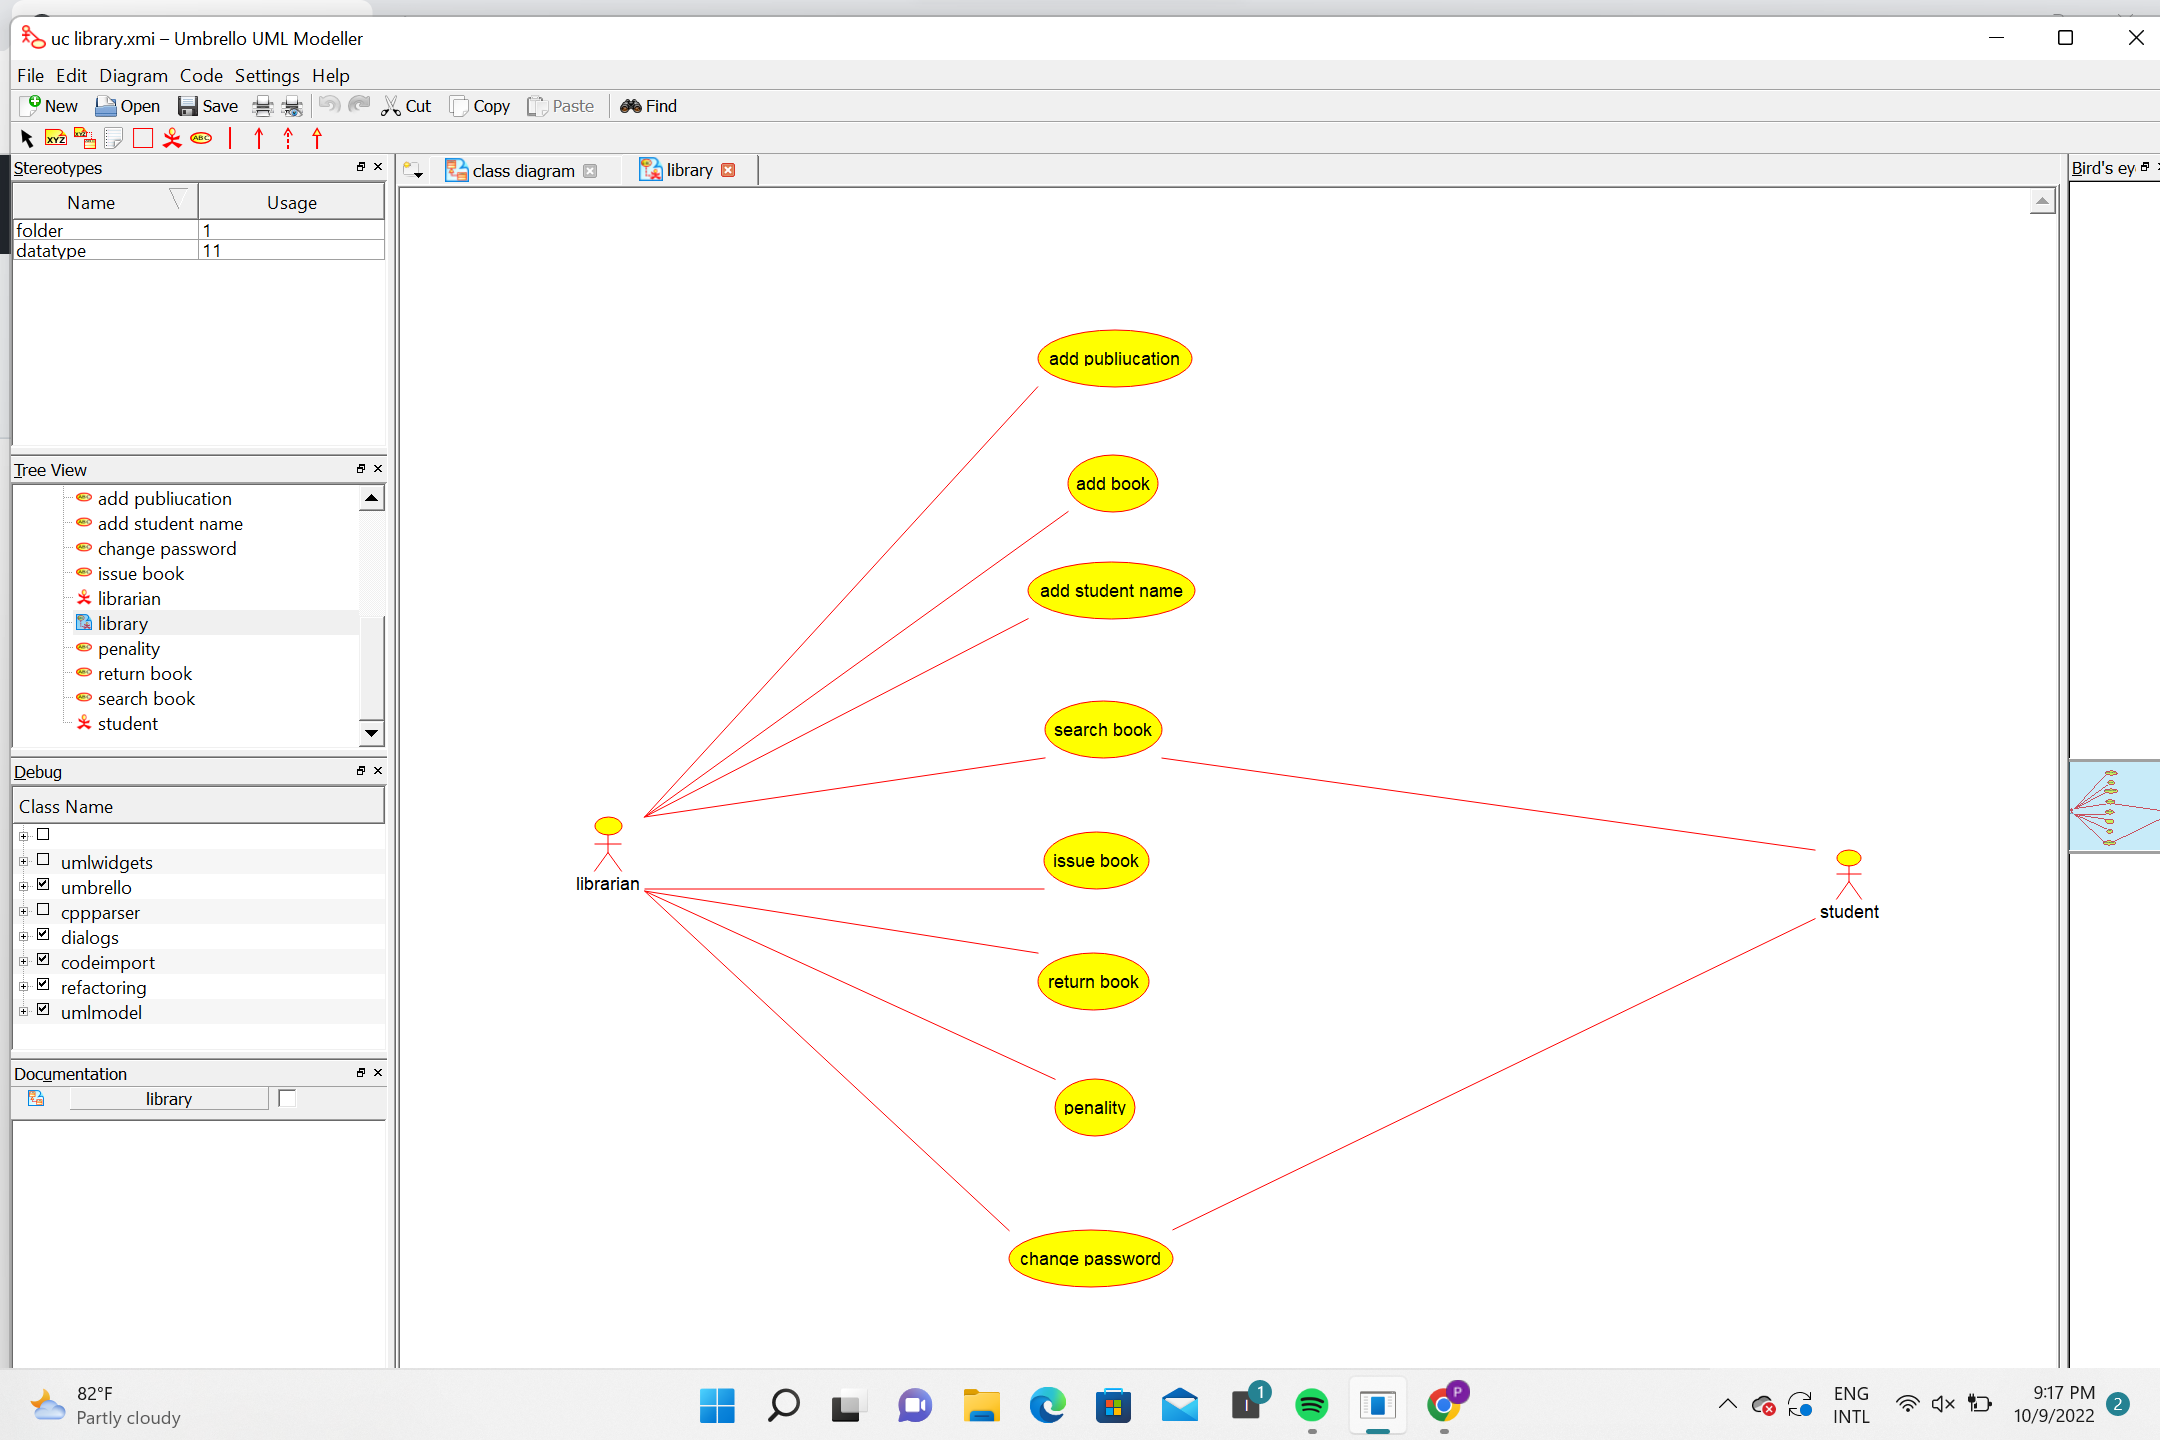 uc library.xmi – Umbrello UML Modeller
File Edit Diagram Code Settings Help
New Open Save Cut Copy Paste Find
XYZ XYZ ABC
Stereotypes
Name Usage
folder 1
datatype 11
Tree View
add publiucation
add student name
change password
issue book
librarian
library
penality
return book
search book
student
Debug
Class Name
umlwidgets
umbrello
cppparser
dialogs
codeimport
refactoring
umlmodel
Documentation
library
class diagram library
add publiucation
add book
add student name
search book
issue book
librarian
student
return book
penality
change password
Bird's ey
82°F
Partly cloudy
1
P
ENG
INTL
9:17 PM
10/9/2022
2